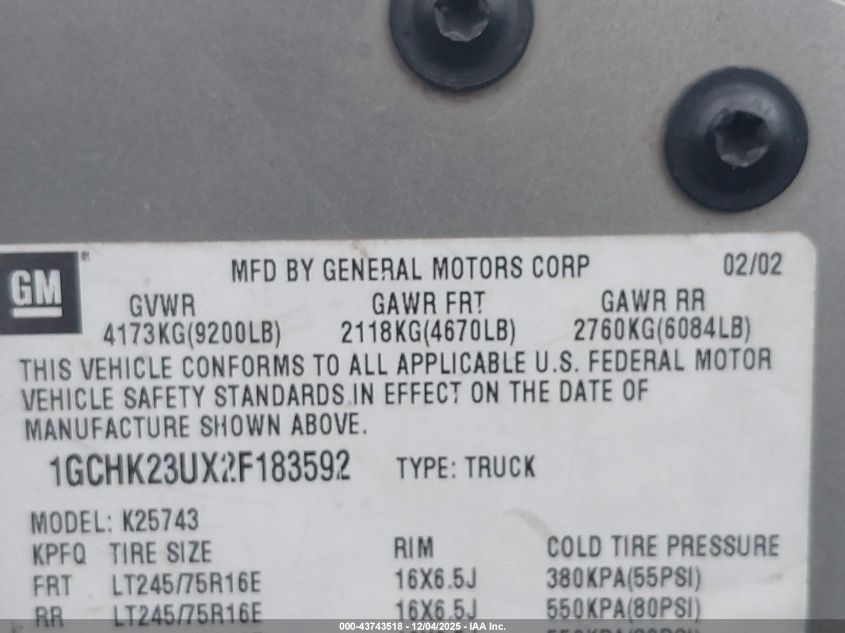 GM ®
MFD BY GENERAL MOTORS CORP 02/02
GVWR GAWR FRT GAWR RR
4173KG(9200LB) 2118KG(4670LB) 2760KG(6084LB)
THIS VEHICLE CONFORMS TO ALL APPLICABLE U.S. FEDERAL MOTOR
VEHICLE SAFETY STANDARDS IN EFFECT ON THE DATE OF
MANUFACTURE SHOWN ABOVE.
1GCHK23UX2F183592 TYPE: TRUCK
MODEL: K25743
KPFQ TIRE SIZE RIM COLD TIRE PRESSURE
FRT LT245/75R16E 16X6.5J 380KPA(55PSI)
RR LT245/75R16E 16X6.5J 550KPA(80PSI)
000-43743518 - 12/04/2025 - IAA Inc.